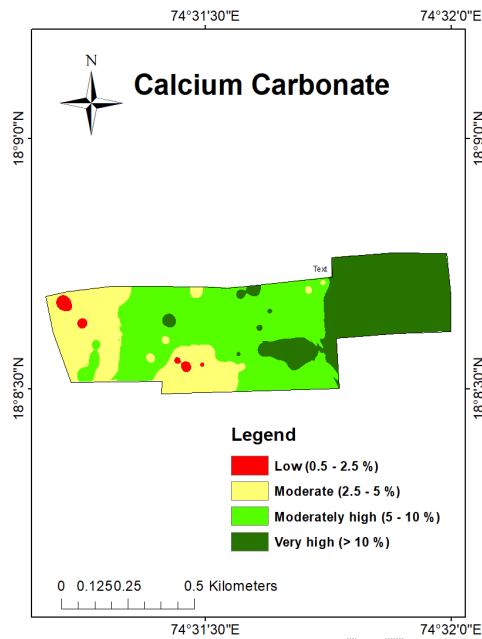 74°31'30"E
74°32'0"E
N
Calcium Carbonate
18°9'0"N
18°9'0"N
Text
18°8'30"N
18°8'30"N
Legend
Low (0.5 - 2.5 %)
Moderate (2.5 - 5 %)
Moderately high (5 - 10 %)
Very high (> 10 %)
0 0.125 0.25 0.5 Kilometers
74°31'30"E
74°32'0"E